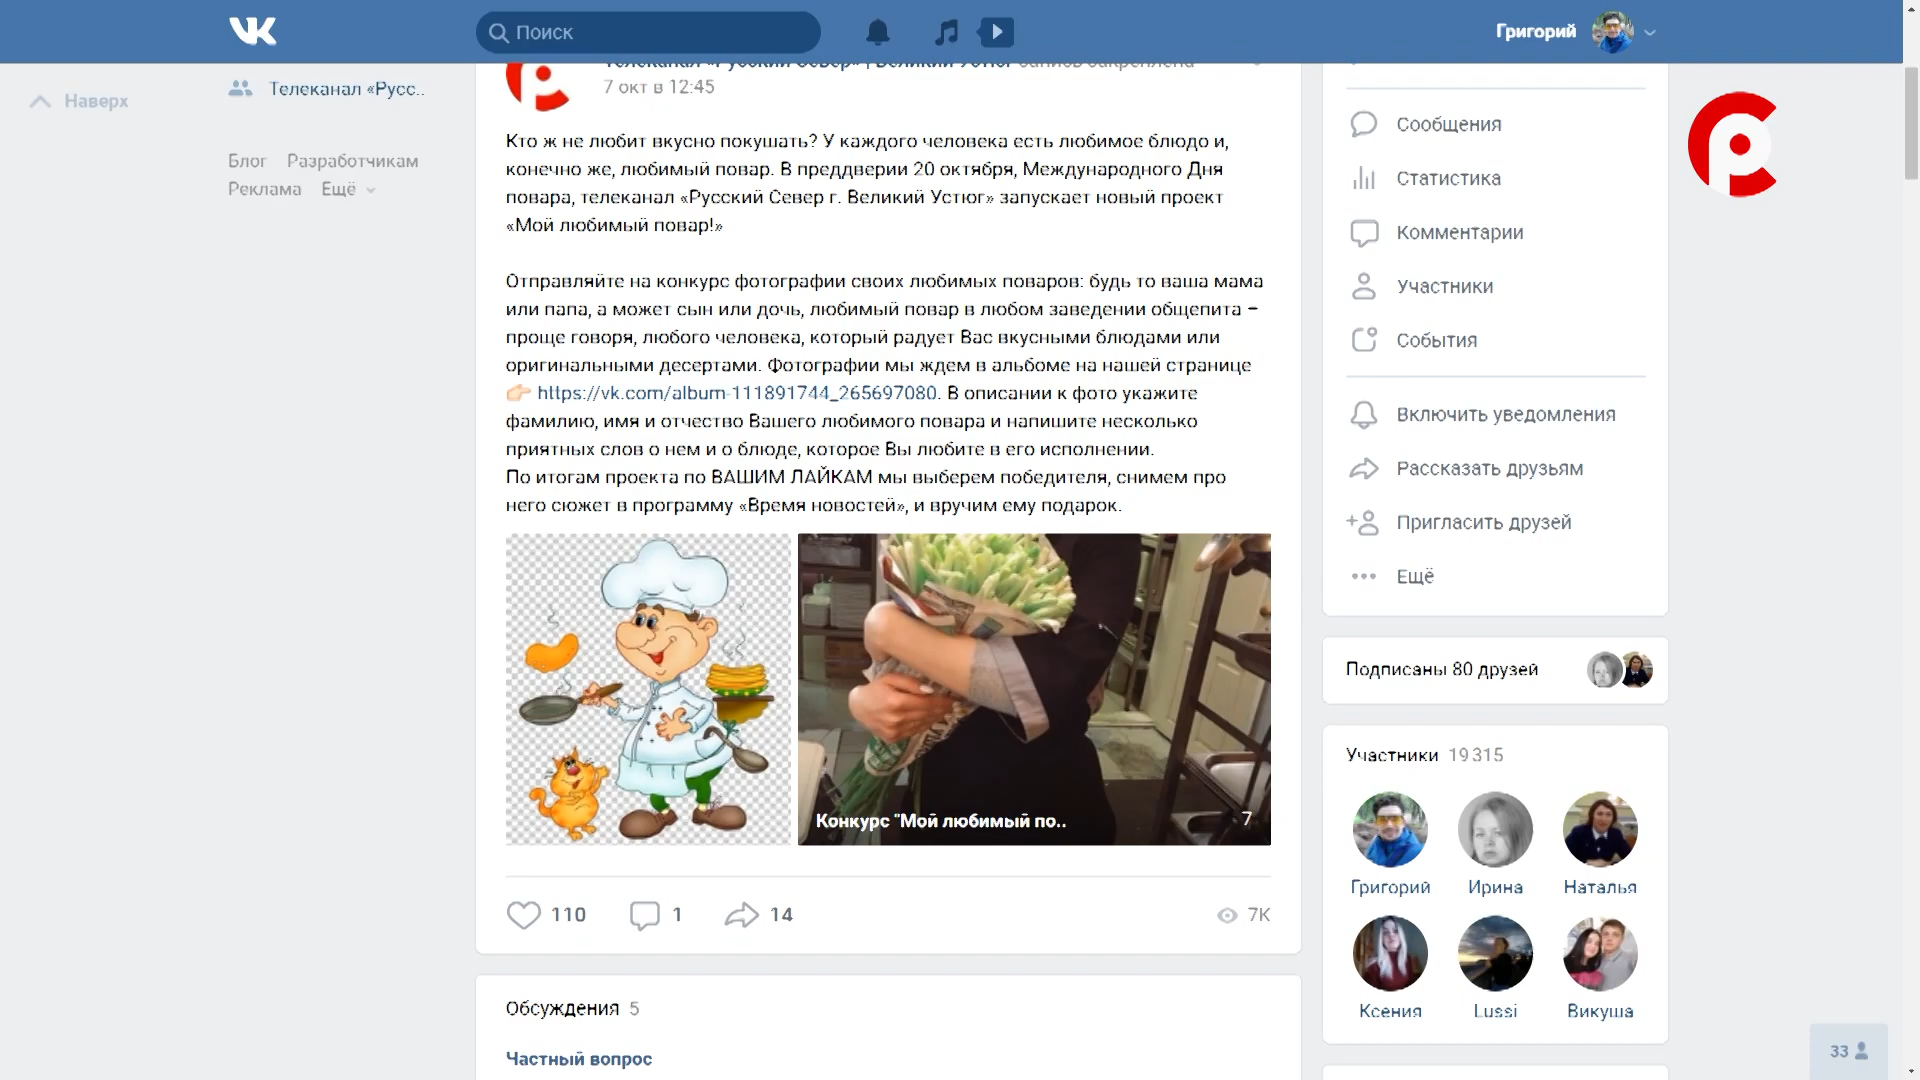 Поиск
Григорий
Наверх
Телеканал «Русс..
Блог Разработчикам
Реклама Ещё
Телеканал «Русский Север» | Великий Устюг запись закреплена
7 окт в 12:45
Кто ж не любит вкусно покушать? У каждого человека есть любимое блюдо и,
конечно же, любимый повар. В преддверии 20 октября, Международного Дня
повара, телеканал «Русский Север г. Великий Устюг» запускает новый проект
«Мой любимый повар!»
Отправляйте на конкурс фотографии своих любимых поваров: будь то ваша мама
или папа, а может сын или дочь, любимый повар в любом заведении общепита –
проще говоря, любого человека, который радует Вас вкусными блюдами или
оригинальными десертами. Фотографии мы ждем в альбоме на нашей странице
👉🏻 https://vk.com/album-111891744_265697080. В описании к фото укажите
фамилию, имя и отчество Вашего любимого повара и напишите несколько
приятных слов о нем и о блюде, которое Вы любите в его исполнении.
По итогам проекта по ВАШИМ ЛАЙКАМ мы выберем победителя, снимем про
него сюжет в программу «Время новостей», и вручим ему подарок.
Конкурс "Мой любимый по.. 7
110 1 14 7K
Обсуждения 5
Частный вопрос
Сообщения
Статистика
Комментарии
Участники
События
Включить уведомления
Рассказать друзьям
Пригласить друзей
Ещё
Подписаны 80 друзей
Участники 19 315
Григорий Ирина Наталья
Ксения Lussi Викуша
33